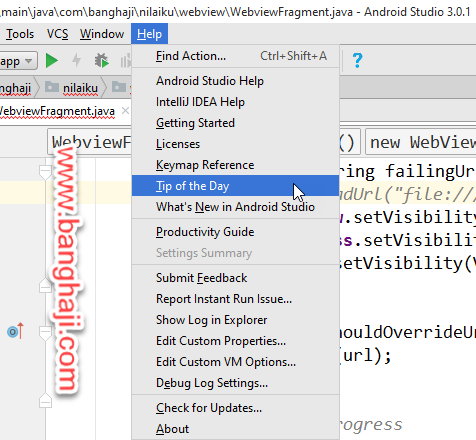 _main\java\com\banghaji\nilaiku\webview\WebviewFragment.java - Android Studio 3.0.1
Tools VCS Window Help
app
nghaji nilaiku
WebviewFragment.java
Find Action... Ctrl+Shift+A
Android Studio Help
IntelliJ IDEA Help
Getting Started
Licenses
Keymap Reference
Tip of the Day
What's New in Android Studio
Productivity Guide
Settings Summary
Submit Feedback
Report Instant Run Issue...
Show Log in Explorer
Edit Custom Properties...
Edit Custom VM Options...
Debug Log Settings...
Check for Updates...
About
WebviewF () new WebView
ring failingUr
adUrl("file:///
w.setVisibility
ss.setVisibili
setVisibility(V
houldOverrideUr
(url);
rogress
www.banghaji.com